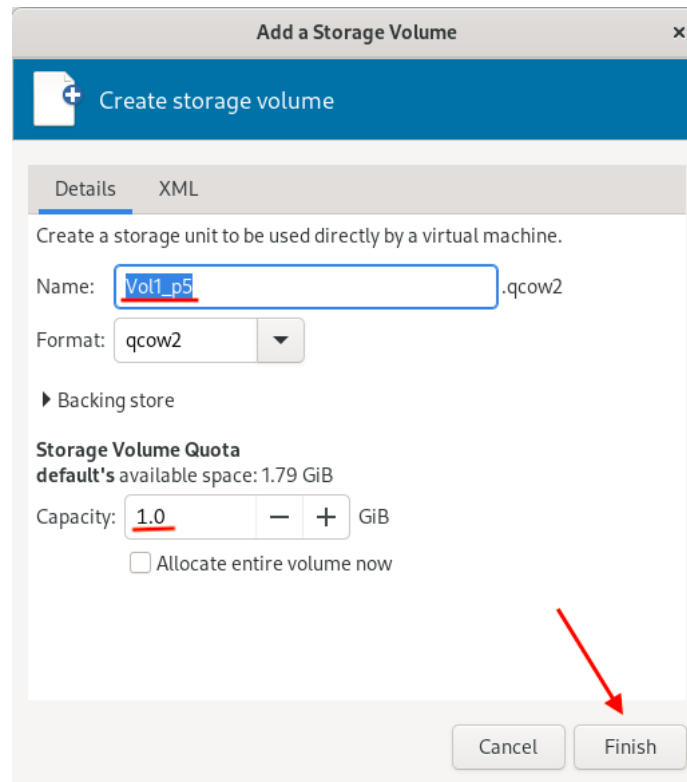 Add a Storage Volume ×
Create storage volume
Details XML
Create a storage unit to be used directly by a virtual machine.
Name: Vol1_p5 .qcow2
Format: qcow2
Backing store
Storage Volume Quota
default's available space: 1.79 GiB
Capacity: 1.0 − + GiB
Allocate entire volume now
Cancel Finish